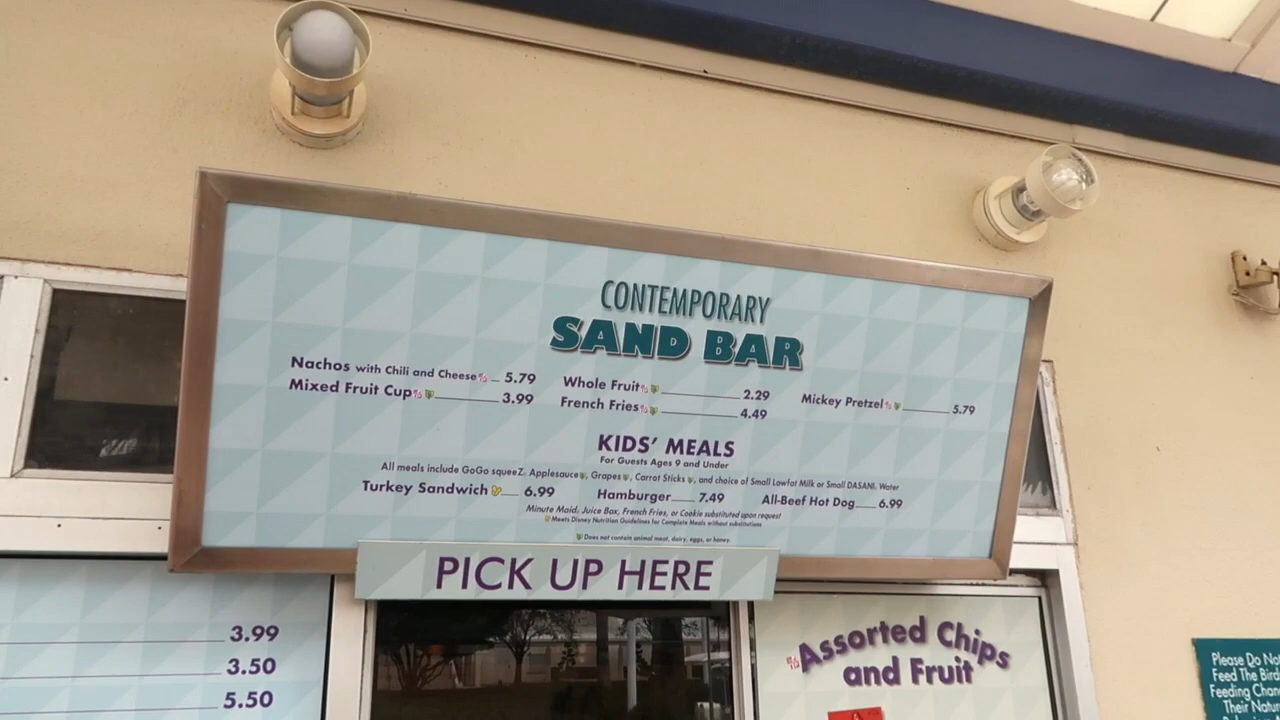 CONTEMPORARY
SAND BAR
Nachos with Chili and Cheese 5.79
Mixed Fruit Cup 3.99
Whole Fruit 2.29
French Fries 4.49
Mickey Pretzel 5.79
KIDS' MEALS
For Guests Ages 9 and Under
All meals include GoGo squeeZ, Applesauce, Grapes, Carrot Sticks, and choice of Small Lowfat Milk or Small DASANI, Water
Turkey Sandwich 6.99 Hamburger 7.49 All-Beef Hot Dog 6.99
Minute Maid, Juice Box, French Fries, or Cookie substituted upon request
Meets Disney Nutrition Guidelines for Complete Meals without substitutions
Does not contain animal meat, dairy, eggs, or honey.
PICK UP HERE
3.99
3.50
5.50
Assorted Chips
and Fruit
Please Do Not
Feed The Bird
Feeding Chan
Their Natur